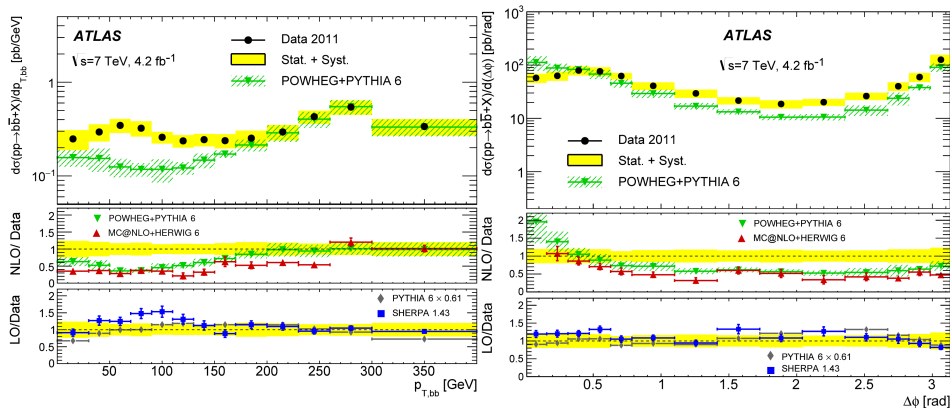 dσ(pp→bb̄+X)/dp_T,bb [pb/GeV]
ATLAS
√s=7 TeV, 4.2 fb⁻¹
Data 2011
Stat. + Syst.
POWHEG+PYTHIA 6
1
10⁻¹
NLO/ Data
2
1.5
1
0.5
0
POWHEG+PYTHIA 6
MC@NLO+HERWIG 6
LO/Data
2
1.5
1
0.5
0
PYTHIA 6 × 0.61
SHERPA 1.43
0 50 100 150 200 250 300 350 400
p_T,bb [GeV]
dσ(pp→bb̄+X)/d(Δϕ) [pb/rad]
10³
10²
10
1
ATLAS
√s=7 TeV, 4.2 fb⁻¹
Data 2011
Stat. + Syst.
POWHEG+PYTHIA 6
NLO/ Data
2
1.5
1
0.5
0
POWHEG+PYTHIA 6
MC@NLO+HERWIG 6
LO/Data
2
1.5
1
0.5
0
PYTHIA 6 × 0.61
SHERPA 1.43
0 0.5 1 1.5 2 2.5 3
Δϕ [rad]